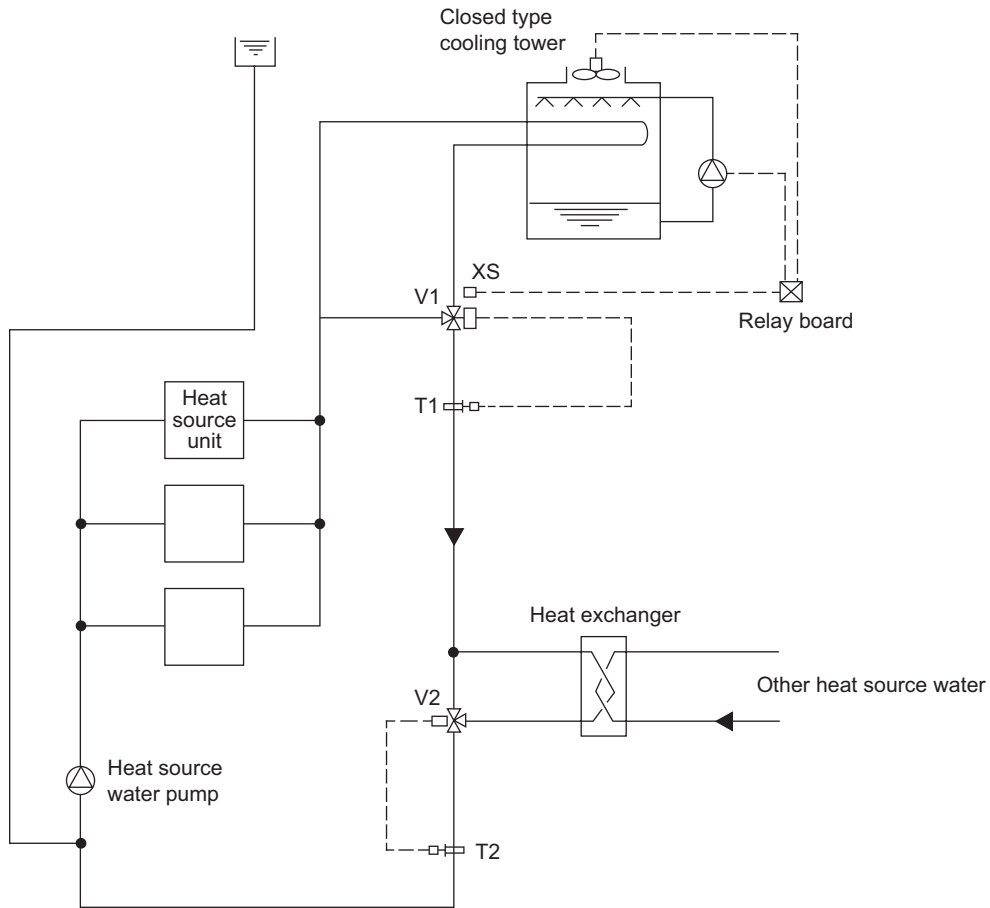 Closed type
cooling tower
XS
V1
Relay board
T1
Heat
source
unit
Heat exchanger
Other heat source water
V2
Heat source
water pump
T2